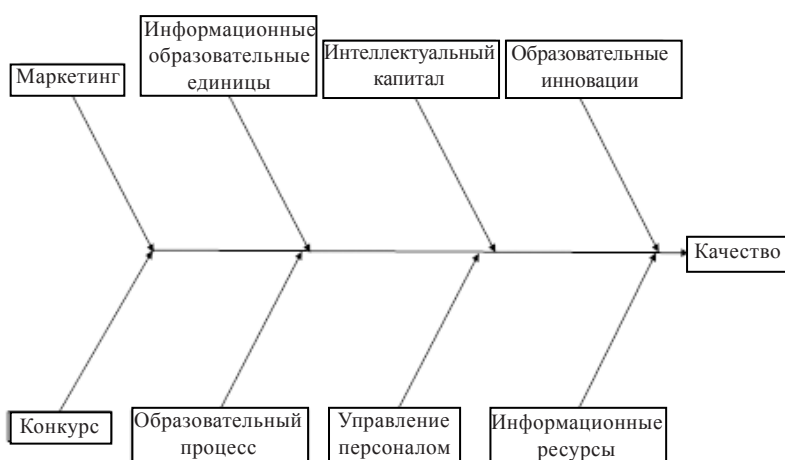 Маркетинг
Информационные
образовательные
единицы
Интеллектуальный
капитал
Образовательные
инновации
Качество
Конкурс
Образовательный
процесс
Управление
персоналом
Информационные
ресурсы